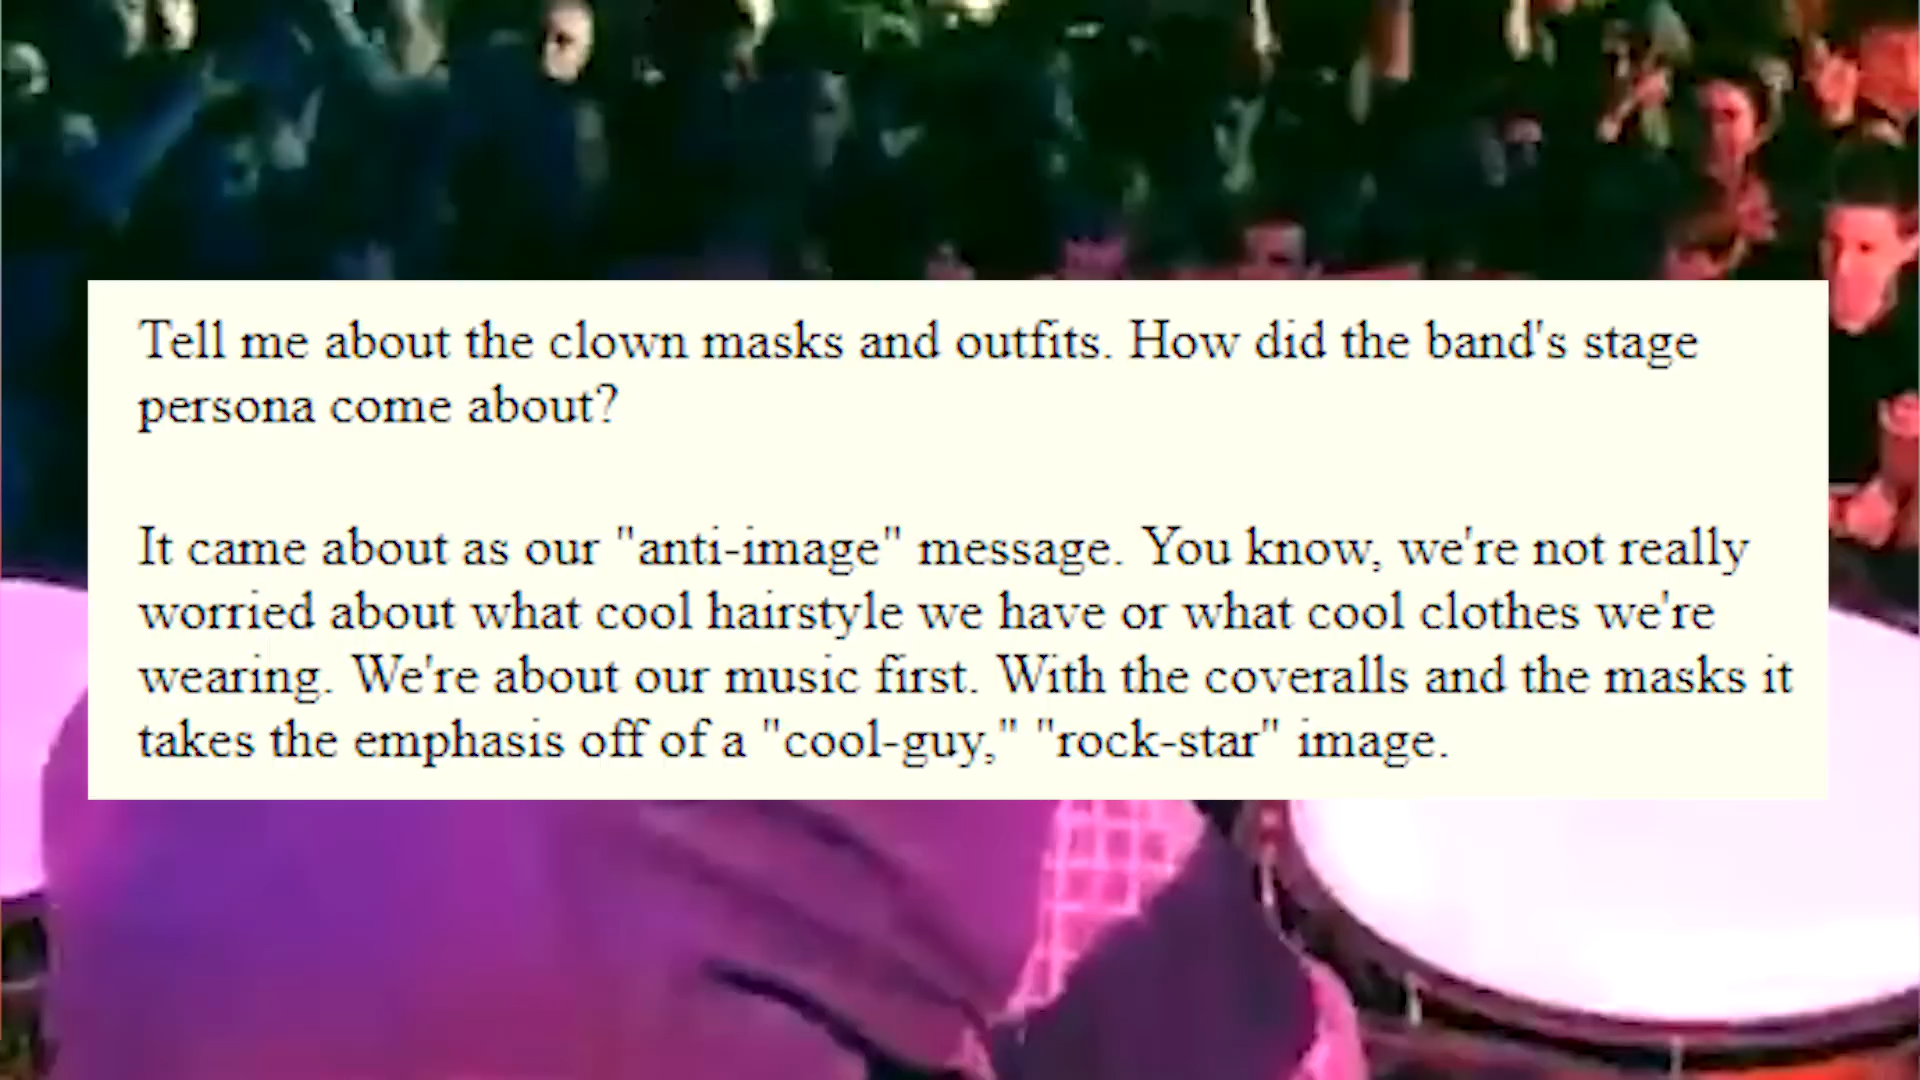 Tell me about the clown masks and outfits. How did the band's stage
persona come about?
It came about as our "anti-image" message. You know, we're not really
worried about what cool hairstyle we have or what cool clothes we're
wearing. We're about our music first. With the coveralls and the masks it
takes the emphasis off of a "cool-guy," "rock-star" image.